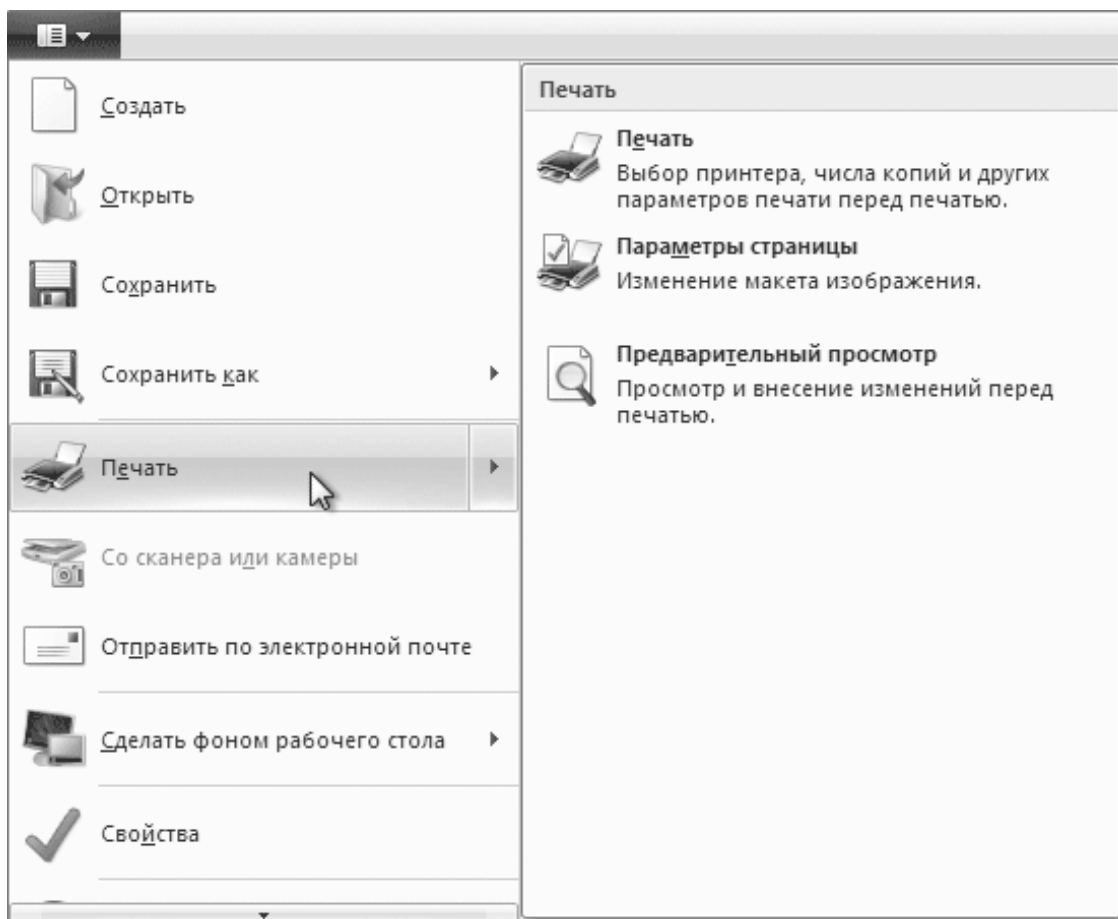 Создать
Открыть
Сохранить
Сохранить как
Печать
Со сканера или камеры
Отправить по электронной почте
Сделать фоном рабочего стола
Свойства
Печать
Печать
Выбор принтера, числа копий и других
параметров печати перед печатью.
Параметры страницы
Изменение макета изображения.
Предварительный просмотр
Просмотр и внесение изменений перед
печатью.